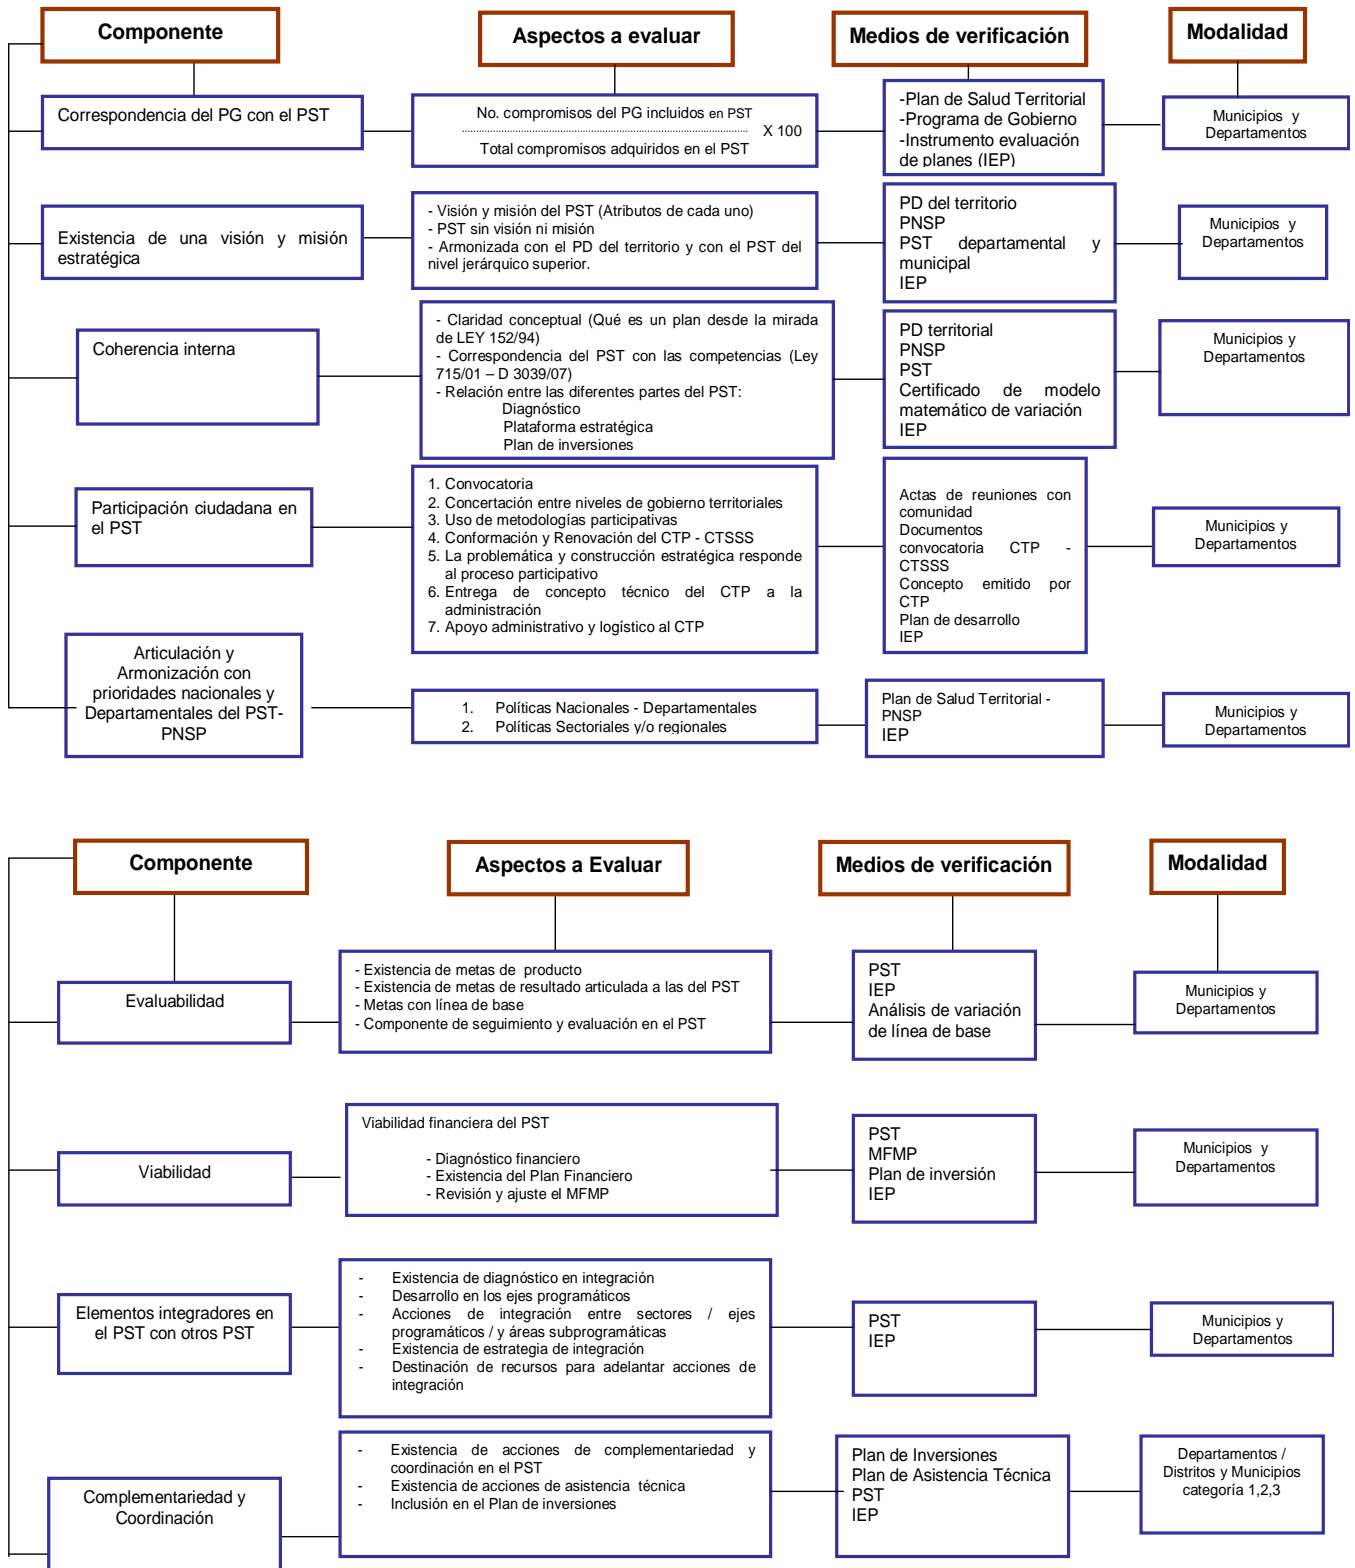 Componente
Aspectos a evaluar
Medios de verificación
Modalidad
Correspondencia del PG con el PST
No. compromisos del PG incluidos en PST
X 100
Total compromisos adquiridos en el PST
-Plan de Salud Territorial
-Programa de Gobierno
-Instrumento evaluación
de planes (IEP)
Municipios y
Departamentos
Existencia de una visión y misión
estratégica
- Visión y misión del PST (Atributos de cada uno)
- PST sin visión ni misión
- Armonizada con el PD del territorio y con el PST del
nivel jerárquico superior.
PD del territorio
PNSP
PST departamental y
municipal
IEP
Municipios y
Departamentos
Coherencia interna
- Claridad conceptual (Qué es un plan desde la mirada
de LEY 152/94)
- Correspondencia del PST con las competencias (Ley
715/01 – D 3039/07)
- Relación entre las diferentes partes del PST:
Diagnóstico
Plataforma estratégica
Plan de inversiones
PD territorial
PNSP
PST
Certificado de modelo
matemático de variación
IEP
Municipios y
Departamentos
Participación ciudadana en
el PST
1. Convocatoria
2. Concertación entre niveles de gobierno territoriales
3. Uso de metodologías participativas
4. Conformación y Renovación del CTP - CTSSS
5. La problemática y construcción estratégica responde
al proceso participativo
6. Entrega de concepto técnico del CTP a la
administración
7. Apoyo administrativo y logístico al CTP
Actas de reuniones con
comunidad
Documentos
convocatoria CTP -
CTSSS
Concepto emitido por
CTP
Plan de desarrollo
IEP
Municipios y
Departamentos
Articulación y
Armonización con
prioridades nacionales y
Departamentales del PST-
PNSP
1. Políticas Nacionales - Departamentales
2. Políticas Sectoriales y/o regionales
Plan de Salud Territorial -
PNSP
IEP
Municipios y
Departamentos
Componente
Aspectos a Evaluar
Medios de verificación
Modalidad
Evaluabilidad
- Existencia de metas de producto
- Existencia de metas de resultado articulada a las del PST
- Metas con línea de base
- Componente de seguimiento y evaluación en el PST
PST
IEP
Análisis de variación
de línea de base
Municipios y
Departamentos
Viabilidad
Viabilidad financiera del PST
- Diagnóstico financiero
- Existencia del Plan Financiero
- Revisión y ajuste el MFMP
PST
MFMP
Plan de inversión
IEP
Municipios y
Departamentos
Elementos integradores en
el PST con otros PST
- Existencia de diagnóstico en integración
- Desarrollo en los ejes programáticos
- Acciones de integración entre sectores / ejes
programáticos / y áreas subprogramáticas
- Existencia de estrategia de integración
- Destinación de recursos para adelantar acciones de
integración
PST
IEP
Municipios y
Departamentos
Complementariedad y
Coordinación
- Existencia de acciones de complementariedad y
coordinación en el PST
- Existencia de acciones de asistencia técnica
- Inclusión en el Plan de inversiones
Plan de Inversiones
Plan de Asistencia Técnica
PST
IEP
Departamentos /
Distritos y Municipios
categoría 1,2,3